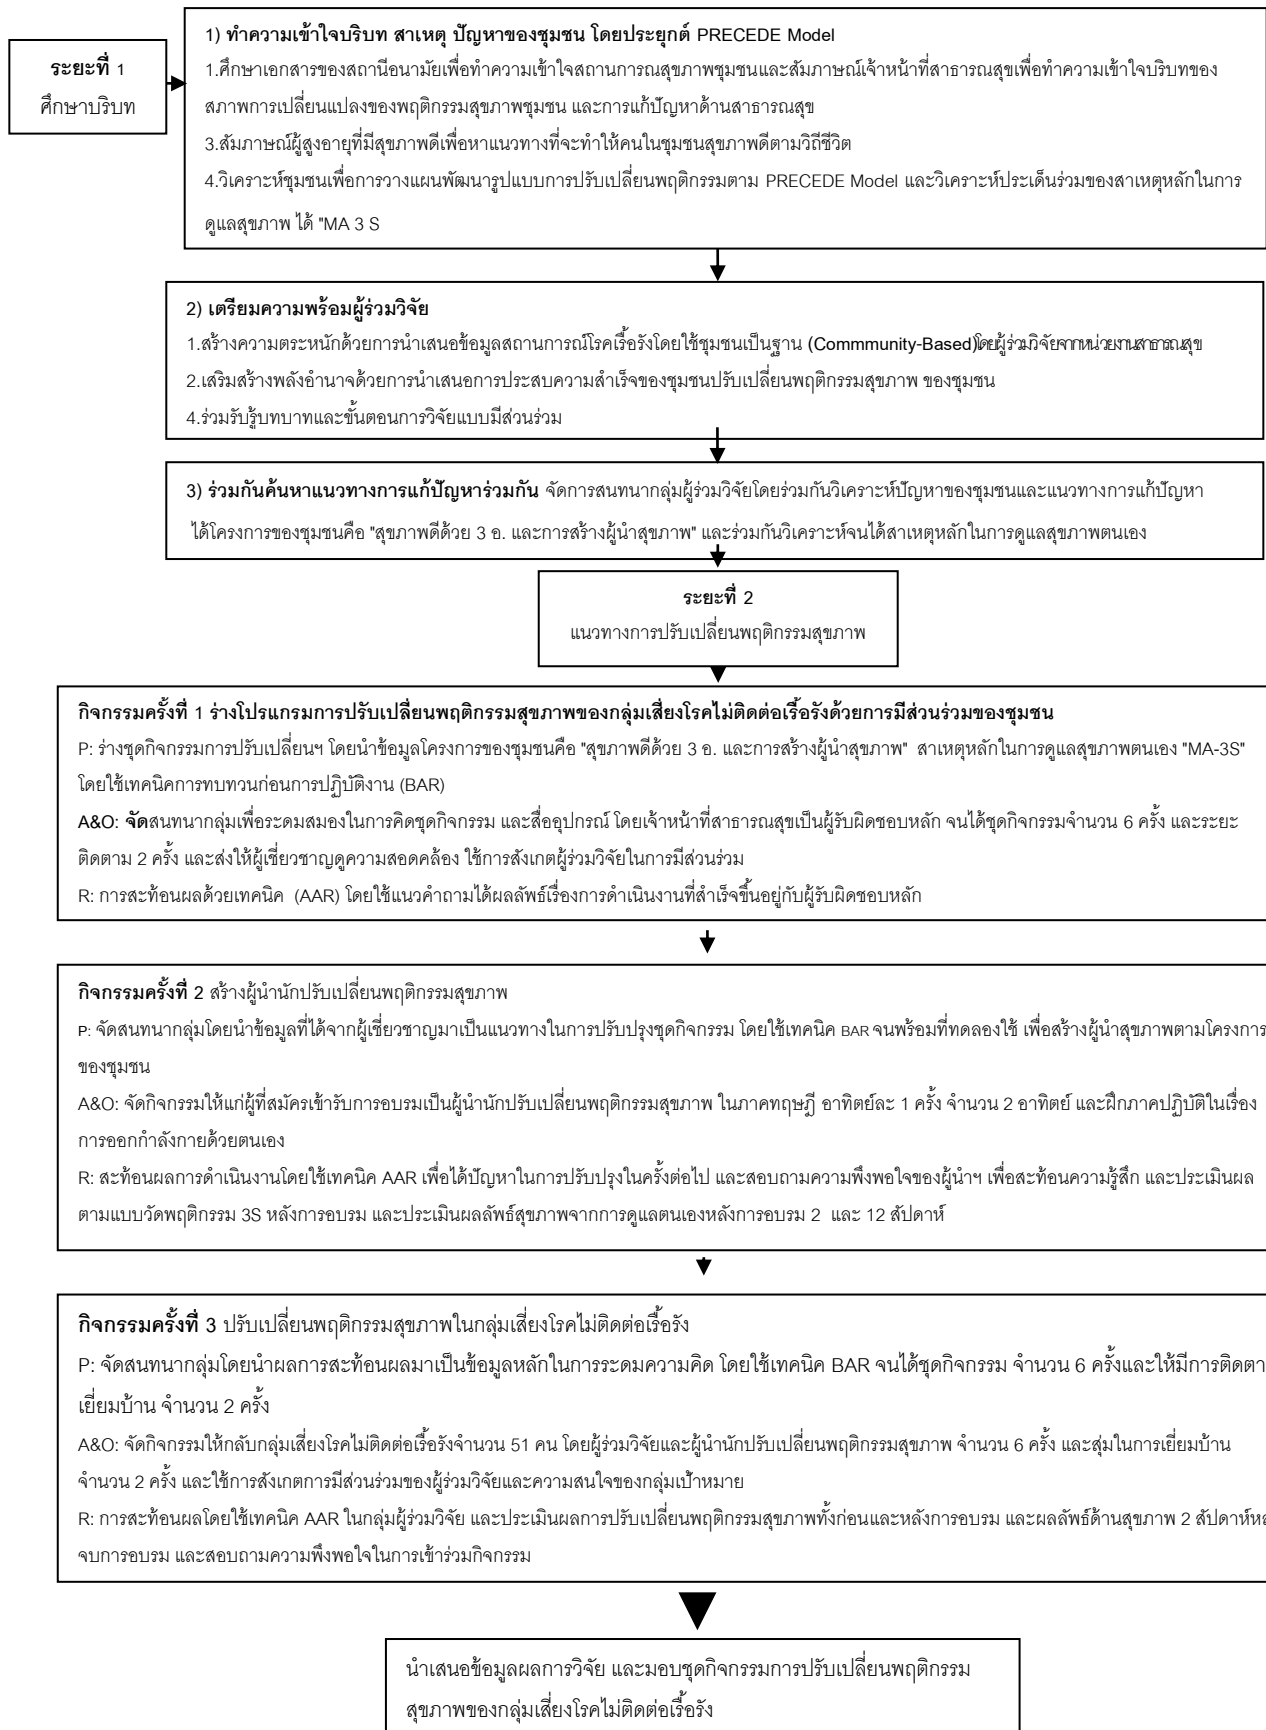 ระยะที่ 1
ศึกษาบริบท
1) ทำความเข้าใจบริบท สาเหตุ ปัญหาของชุมชน โดยประยุกต์ PRECEDE Model
1.ศึกษาเอกสารของสถานีอนามัยเพื่อทำความเข้าใจสถานการณสุขภาพชุมชนและสัมภาษณ์เจ้าหน้าที่สาธารณสุขเพื่อทำความเข้าใจบริบทของ
สภาพการเปลี่ยนแปลงของพฤติกรรมสุขภาพชุมชน และการแก้ปัญหาด้านสาธารณสุข
3.สัมภาษณ์ผู้สูงอายุที่มีสุขภาพดีเพื่อหาแนวทางที่จะทำให้คนในชุมชนสุขภาพดีตามวิถีชีวิต
4.วิเคราะห์ชุมชนเพื่อการวางแผนพัฒนารูปแบบการปรับเปลี่ยนพฤติกรรมตาม PRECEDE Model และวิเคราะห์ประเด็นร่วมของสาเหตุหลักในการ
ดูแลสุขภาพ ได้ "MA 3 S
2) เตรียมความพร้อมผู้ร่วมวิจัย
1.สร้างความตระหนักด้วยการนำเสนอข้อมูลสถานการณ์โรคเรื้อรังโดยใช้ชุมชนเป็นฐาน (Commmunity-Based)โดยผู้ร่วมวิจัยจากหน่วยงานสาธารณสุข
2.เสริมสร้างพลังอำนาจด้วยการนำเสนอการประสบความสำเร็จของชุมชนปรับเปลี่ยนพฤติกรรมสุขภาพ ของชุมชน
4.ร่วมรับรู้บทบาทและขั้นตอนการวิจัยแบบมีส่วนร่วม
3) ร่วมกันค้นหาแนวทางการแก้ปัญหาร่วมกัน จัดการสนทนากลุ่มผู้ร่วมวิจัยโดยร่วมกันวิเคราะห์ปัญหาของชุมชนและแนวทางการแก้ปัญหา
ได้โครงการของชุมชนคือ "สุขภาพดีด้วย 3 อ. และการสร้างผู้นำสุขภาพ" และร่วมกันวิเคราะห์จนได้สาเหตุหลักในการดูแลสุขภาพตนเอง
ระยะที่ 2
แนวทางการปรับเปลี่ยนพฤติกรรมสุขภาพ
กิจกรรมครั้งที่ 1 ร่างโปรแกรมการปรับเปลี่ยนพฤติกรรมสุขภาพของกลุ่มเสี่ยงโรคไม่ติดต่อเรื้อรังด้วยการมีส่วนร่วมของชุมชน
P: ร่างชุดกิจกรรมการปรับเปลี่ยนฯ โดยนำข้อมูลโครงการของชุมชนคือ "สุขภาพดีด้วย 3 อ. และการสร้างผู้นำสุขภาพ" สาเหตุหลักในการดูแลสุขภาพตนเอง "MA-3S"
โดยใช้เทคนิคการทบทวนก่อนการปฏิบัติงาน (BAR)
A&O: จัดสนทนากลุ่มเพื่อระดมสมองในการคิดชุดกิจกรรม และสื่ออุปกรณ์ โดยเจ้าหน้าที่สาธารณสุขเป็นผู้รับผิดชอบหลัก จนได้ชุดกิจกรรมจำนวน 6 ครั้ง และระยะ
ติดตาม 2 ครั้ง และส่งให้ผู้เชี่ยวชาญดูความสอดคล้อง ใช้การสังเกตผู้ร่วมวิจัยในการมีส่วนร่วม
R: การสะท้อนผลด้วยเทคนิค (AAR) โดยใช้แนวคำถามได้ผลลัพธ์เรื่องการดำเนินงานที่สำเร็จขึ้นอยู่กับผู้รับผิดชอบหลัก
กิจกรรมครั้งที่ 2 สร้างผู้นำนักปรับเปลี่ยนพฤติกรรมสุขภาพ
P: จัดสนทนากลุ่มโดยนำข้อมูลที่ได้จากผู้เชี่ยวชาญมาเป็นแนวทางในการปรับปรุงชุดกิจกรรม โดยใช้เทคนิค BAR จนพร้อมที่ทดลองใช้ เพื่อสร้างผู้นำสุขภาพตามโครงการ
ของชุมชน
A&O: จัดกิจกรรมให้แก่ผู้ที่สมัครเข้ารับการอบรมเป็นผู้นำนักปรับเปลี่ยนพฤติกรรมสุขภาพ ในภาคทฤษฎี อาทิตย์ละ 1 ครั้ง จำนวน 2 อาทิตย์ และฝึกภาคปฏิบัติในเรื่อง
การออกกำลังกายด้วยตนเอง
R: สะท้อนผลการดำเนินงานโดยใช้เทคนิค AAR เพื่อได้ปัญหาในการปรับปรุงในครั้งต่อไป และสอบถามความพึงพอใจของผู้นำฯ เพื่อสะท้อนความรู้สึก และประเมินผล
ตามแบบวัดพฤติกรรม 3S หลังการอบรม และประเมินผลลัพธ์สุขภาพจากการดูแลตนเองหลังการอบรม 2 และ 12 สัปดาห์
กิจกรรมครั้งที่ 3 ปรับเปลี่ยนพฤติกรรมสุขภาพในกลุ่มเสี่ยงโรคไม่ติดต่อเรื้อรัง
P: จัดสนทนากลุ่มโดยนำผลการสะท้อนผลมาเป็นข้อมูลหลักในการระดมความคิด โดยใช้เทคนิค BAR จนได้ชุดกิจกรรม จำนวน 6 ครั้งและให้มีการติดตา
เยี่ยมบ้าน จำนวน 2 ครั้ง
A&O: จัดกิจกรรมให้กลับกลุ่มเสี่ยงโรคไม่ติดต่อเรื้อรังจำนวน 51 คน โดยผู้ร่วมวิจัยและผู้นำนักปรับเปลี่ยนพฤติกรรมสุขภาพ จำนวน 6 ครั้ง และสุ่มในการเยี่ยมบ้าน
จำนวน 2 ครั้ง และใช้การสังเกตการมีส่วนร่วมของผู้ร่วมวิจัยและความสนใจของกลุ่มเป้าหมาย
R: การสะท้อนผลโดยใช้เทคนิค AAR ในกลุ่มผู้ร่วมวิจัย และประเมินผลการปรับเปลี่ยนพฤติกรรมสุขภาพทั้งก่อนและหลังการอบรม และผลลัพธ์ด้านสุขภาพ 2 สัปดาห์หล
จบการอบรม และสอบถามความพึงพอใจในการเข้าร่วมกิจกรรม
นำเสนอข้อมูลผลการวิจัย และมอบชุดกิจกรรมการปรับเปลี่ยนพฤติกรรม
สุขภาพของกลุ่มเสี่ยงโรคไม่ติดต่อเรื้อรัง